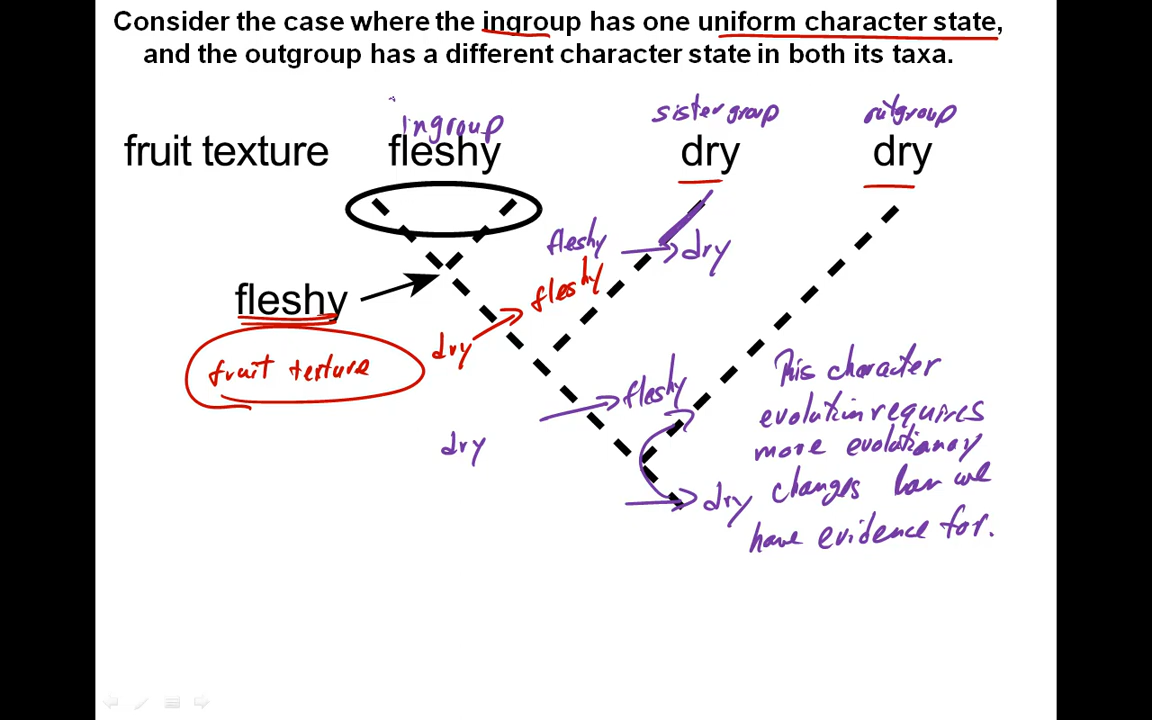 Consider the case where the ingroup has one uniform character state,
and the outgroup has a different character state in both its taxa.
ingroup
sister group
outgroup
fruit texture
fleshy
dry
dry
fleshy
dry
fleshy
fleshy
fruit texture
dry
fleshy
dry
dry
This character
evolution requires
more evolutionary
changes than we
have evidence for.